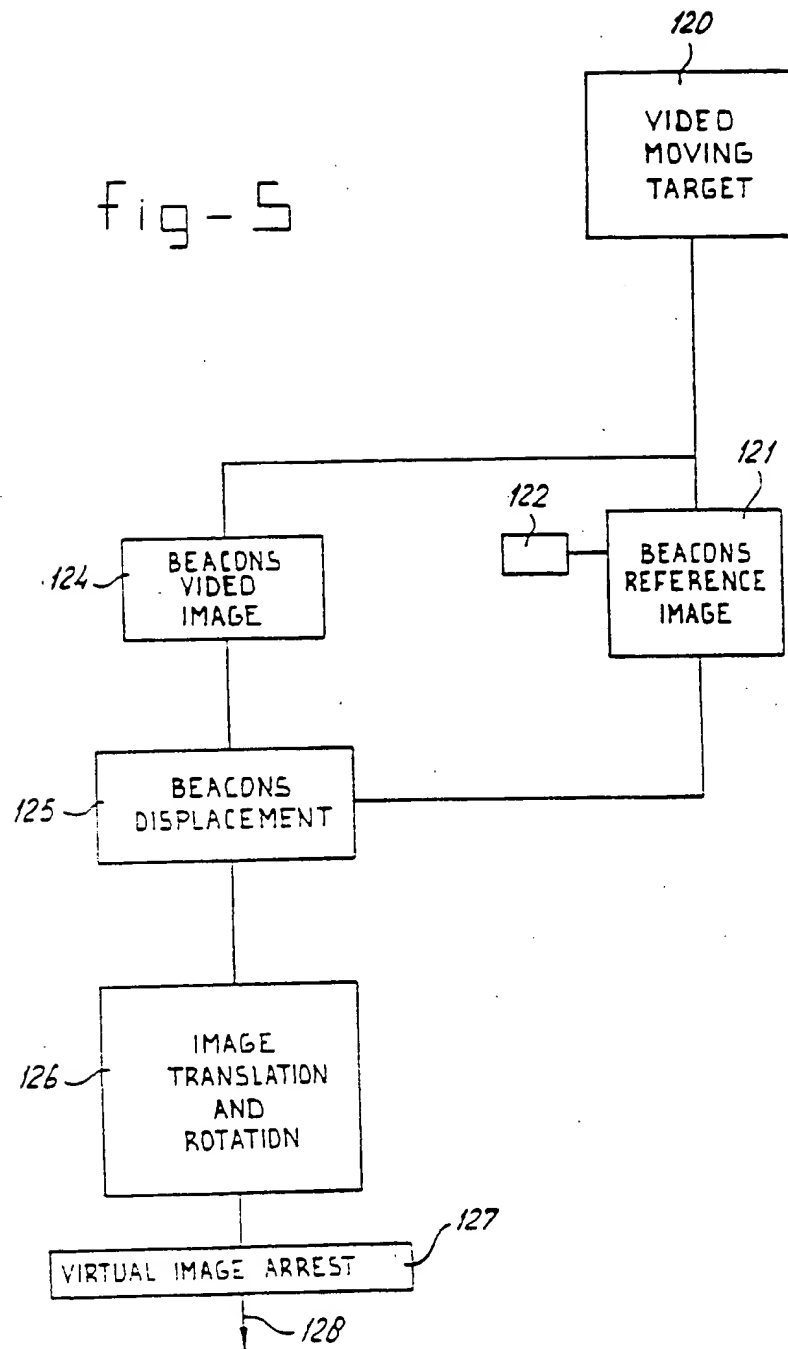 120
VIDEO
MOVING
TARGET
fig-5
121
122
BEACONS
REFERENCE
IMAGE
124
BEACONS
VIDEO
IMAGE
125
BEACONS
DISPLACEMENT
126
IMAGE
TRANSLATION
AND
ROTATION
127
VIRTUAL IMAGE ARREST
128